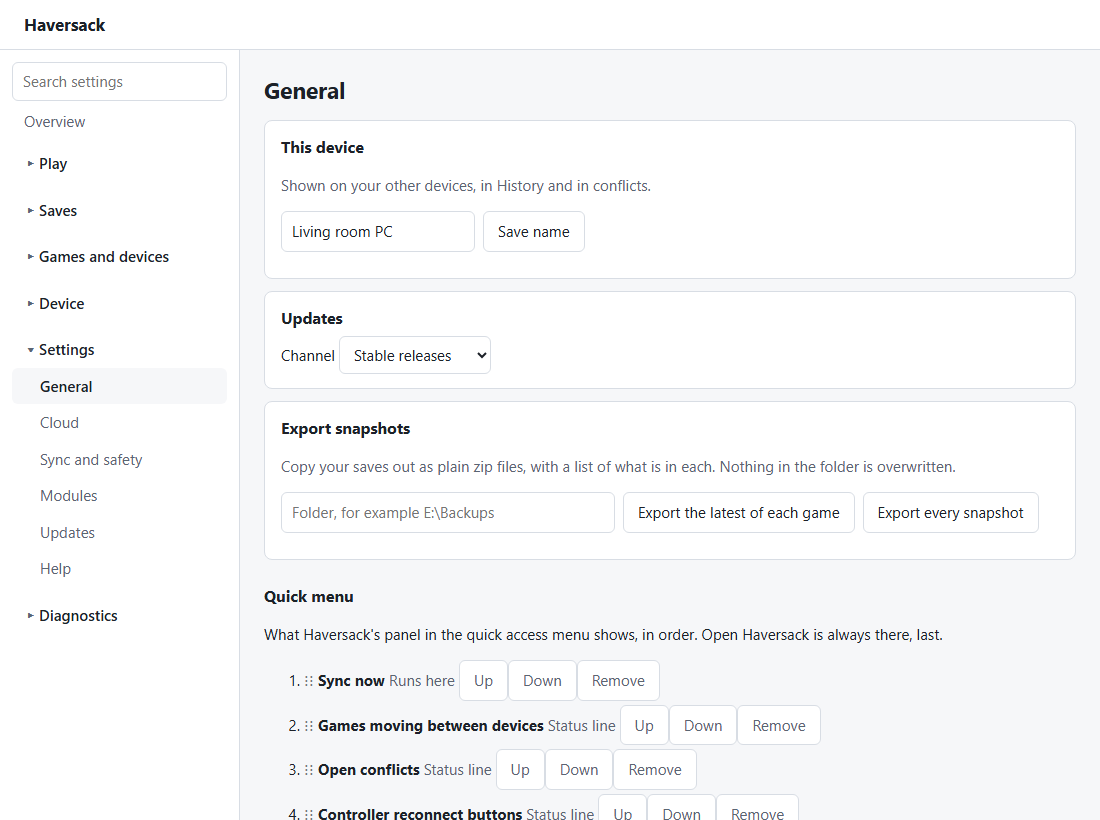 Haversack
Search settings
Overview
Play
Saves
Games and devices
Device
Settings
General
Cloud
Sync and safety
Modules
Updates
Help
Diagnostics
General
This device
Shown on your other devices, in History and in conflicts.
Living room PC Save name
Updates
Channel Stable releases
Export snapshots
Copy your saves out as plain zip files, with a list of what is in each. Nothing in the folder is overwritten.
Folder, for example E:\Backups Export the latest of each game Export every snapshot
Quick menu
What Haversack's panel in the quick access menu shows, in order. Open Haversack is always there, last.
1. Sync now Runs here Up Down Remove
2. Games moving between devices Status line Up Down Remove
3. Open conflicts Status line Up Down Remove
4. Controller reconnect buttons Status line Up Down Remove